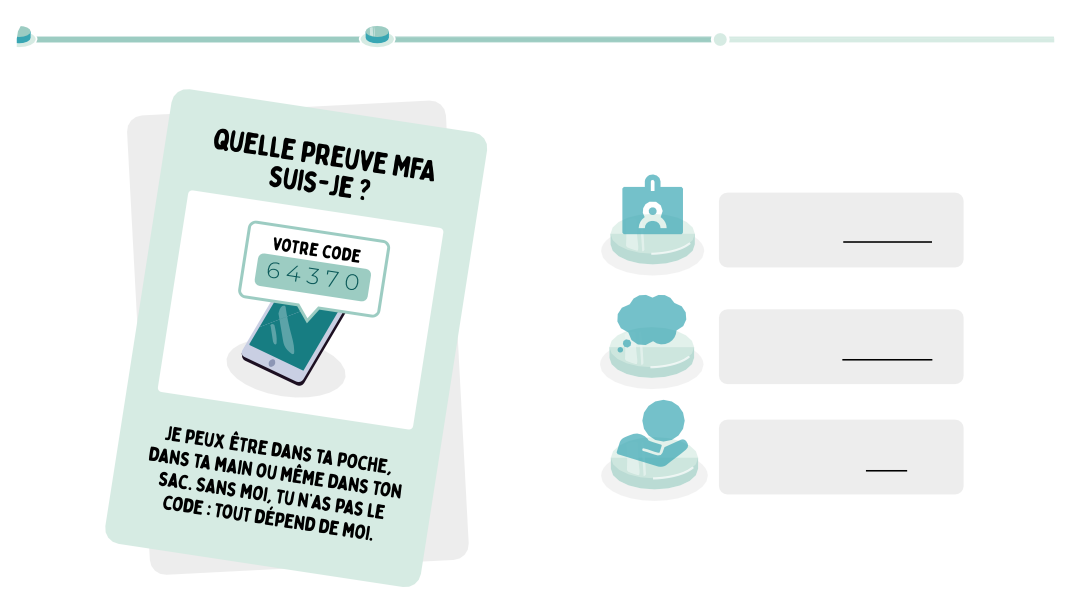 QUELLE PREUVE MFA
SUIS-JE ?
VOTRE CODE
64370
JE PEUX ÊTRE DANS TA POCHE,
DANS TA MAIN OU MÊME DANS TON
SAC. SANS MOI, TU N'AS PAS LE
CODE : TOUT DÉPEND DE MOI.